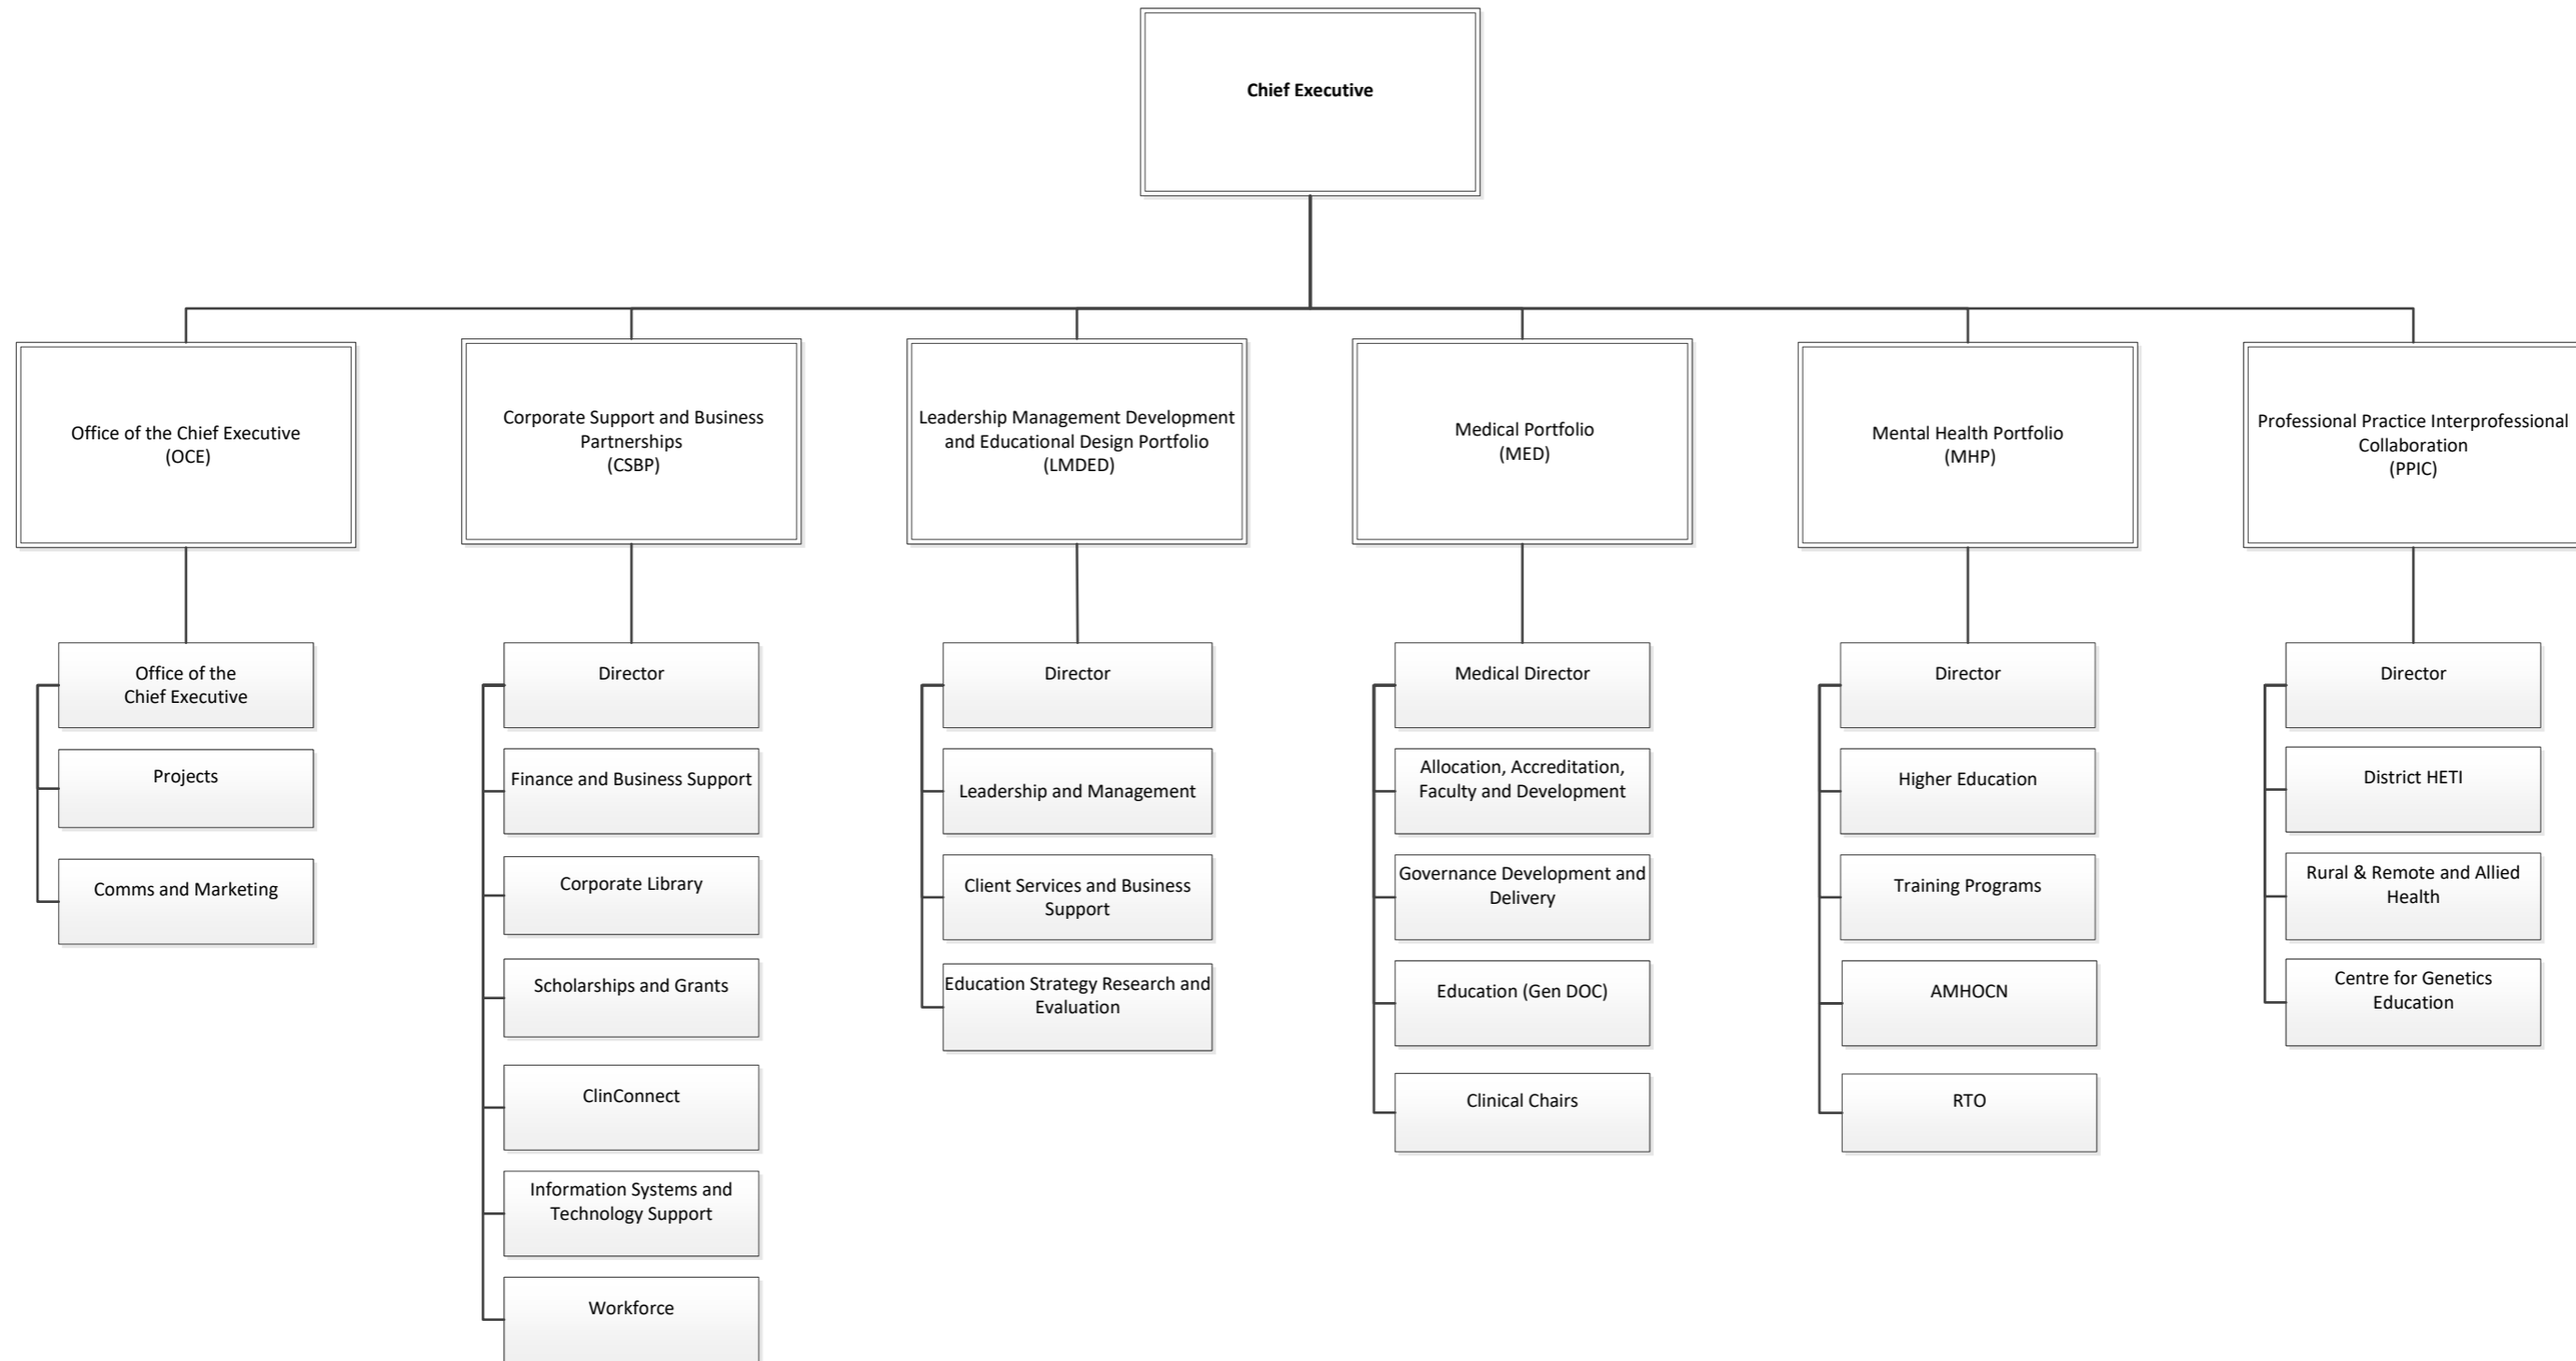 Chief Executive
Office of the Chief Executive
(OCE)
Corporate Support and Business
Partnerships
(CSBP)
Leadership Management Development
and Educational Design Portfolio
(LMDED)
Medical Portfolio
(MED)
Mental Health Portfolio
(MHP)
Professional Practice Interprofessional
Collaboration
(PPIC)
Office of the
Chief Executive
Projects
Comms and Marketing
Director
Finance and Business Support
Corporate Library
Scholarships and Grants
ClinConnect
Information Systems and
Technology Support
Workforce
Director
Leadership and Management
Client Services and Business
Support
Education Strategy Research and
Evaluation
Medical Director
Allocation, Accreditation,
Faculty and Development
Governance Development and
Delivery
Education (Gen DOC)
Clinical Chairs
Director
Higher Education
Training Programs
AMHOCN
RTO
Director
District HETI
Rural & Remote and Allied
Health
Centre for Genetics
Education